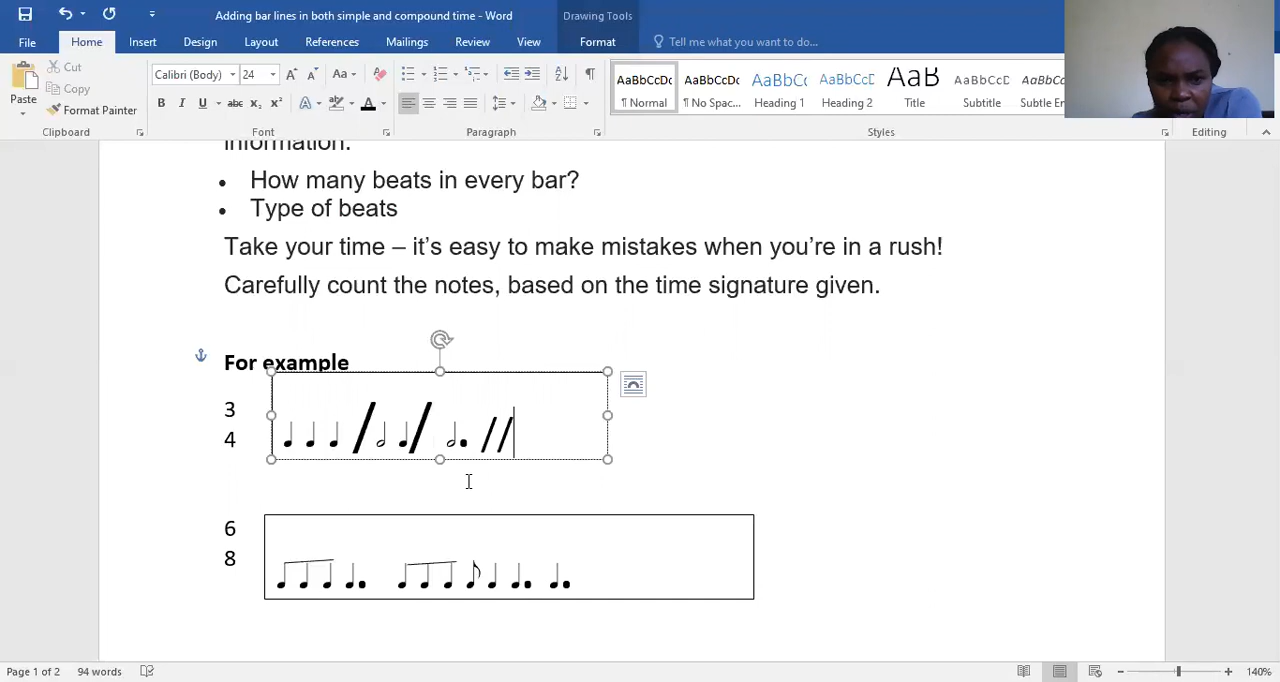 Adding bar lines in both simple and compound time - Word
Drawing Tools
File Home Insert Design Layout References Mailings Review View Format Tell me what you want to do...
Cut
Copy
Format Painter
Paste
Calibri (Body) 24
AaBbCcDc AaBbCcDc AaBbCc AaBbCcD AaB AaBbCcD AaBbCcD
¶ Normal ¶ No Spac... Heading 1 Heading 2 Title Subtitle Subtle Em
Clipboard Font Paragraph Styles Editing
information.
• How many beats in every bar?
• Type of beats
Take your time – it's easy to make mistakes when you're in a rush!
Carefully count the notes, based on the time signature given.
For example
3
4
6
8
Page 1 of 2 94 words 140%